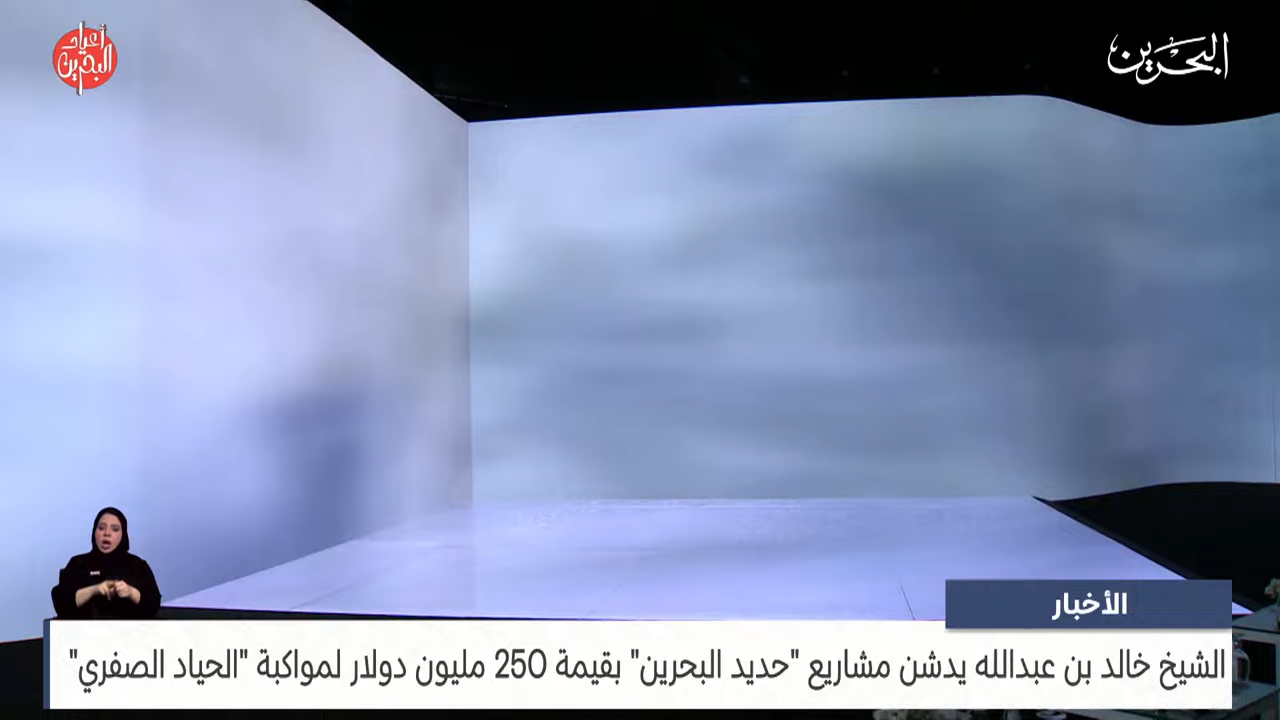 أعياد
البحرين
البحرين
الأخبار
الشيخ خالد بن عبدالله يدشن مشاريع "حديد البحرين" بقيمة 250 مليون دولار لمواكبة "الحياد الصفري"